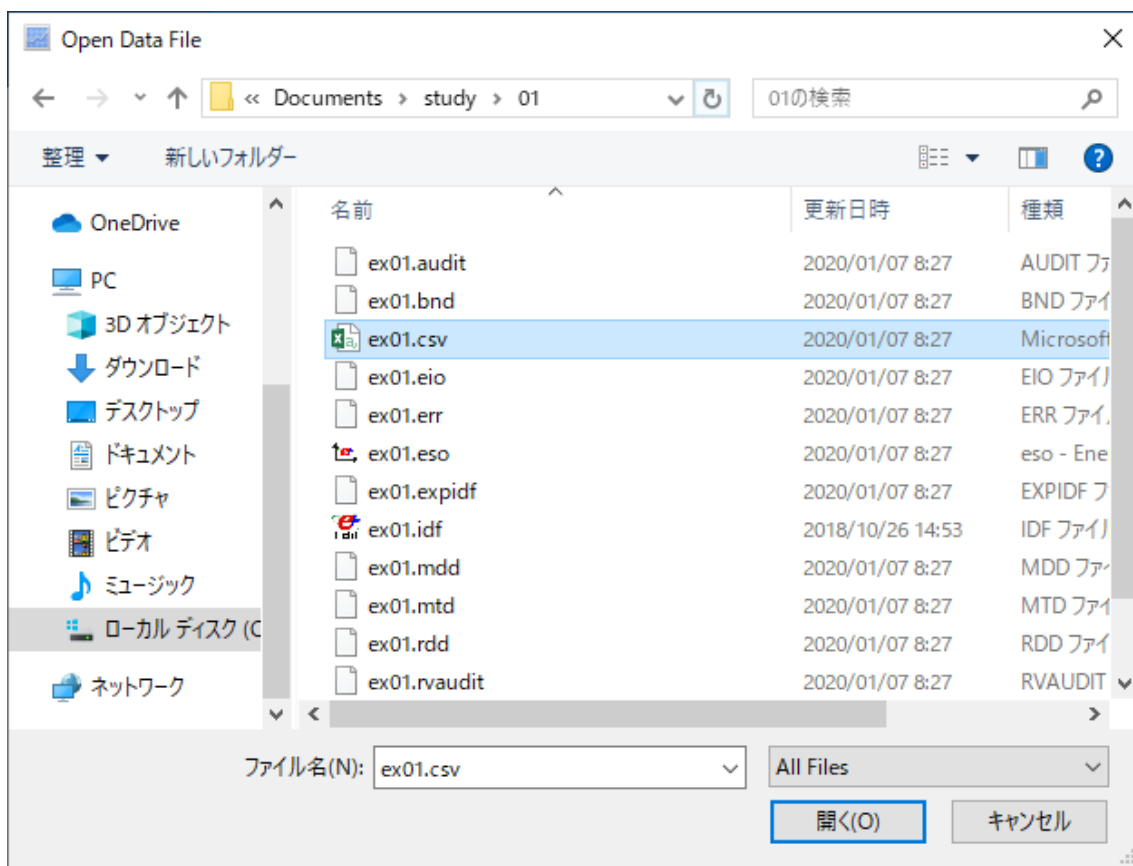 Open Data File
« Documents › study › 01
01の検索
整理 新しいフォルダー
OneDrive
PC
3D オブジェクト
ダウンロード
デスクトップ
ドキュメント
ピクチャ
ビデオ
ミュージック
ローカル ディスク (C
ネットワーク
名前 更新日時 種類
ex01.audit 2020/01/07 8:27 AUDIT ファ
ex01.bnd 2020/01/07 8:27 BND ファイ
ex01.csv 2020/01/07 8:27 Microsoft
ex01.eio 2020/01/07 8:27 EIO ファイル
ex01.err 2020/01/07 8:27 ERR ファイ
ex01.eso 2020/01/07 8:27 eso - Ene
ex01.expidf 2020/01/07 8:27 EXPIDF フ
ex01.idf 2018/10/26 14:53 IDF ファイル
ex01.mdd 2020/01/07 8:27 MDD ファ
ex01.mtd 2020/01/07 8:27 MTD ファイ
ex01.rdd 2020/01/07 8:27 RDD ファイ
ex01.rvaudit 2020/01/07 8:27 RVAUDIT
ファイル名(N): ex01.csv All Files
開く(O) キャンセル